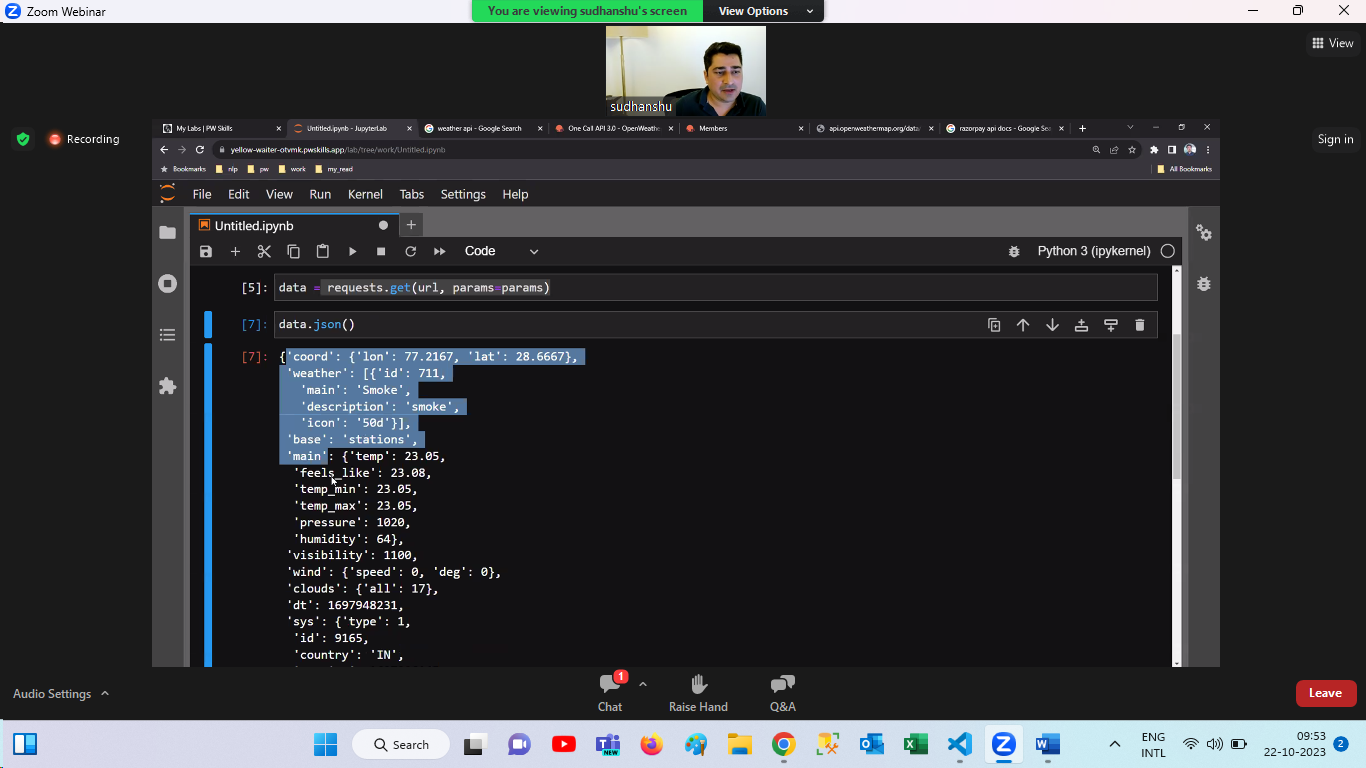 Zoom Webinar
You are viewing sudhanshu's screen
View Options
View
sudhanshu
Recording
Sign in
My Labs | PW Skills
Untitled.ipynb - JupyterLab
weather api - Google Search
One Call API 3.0 - OpenWeath
Members
api.openweathermap.org/data/
razorpay api docs - Google Se
yellow-waiter-otvmk.pwskills.app/lab/tree/work/Untitled.ipynb
Bookmarks nlp pw work my_read All Bookmarks
File Edit View Run Kernel Tabs Settings Help
Untitled.ipynb
Code
Python 3 (ipykernel)
[5]: data = requests.get(url, params=params)
[7]: data.json()
[7]: {'coord': {'lon': 77.2167, 'lat': 28.6667},
'weather': [{'id': 711,
'main': 'Smoke',
'description': 'smoke',
'icon': '50d'}],
'base': 'stations',
'main': {'temp': 23.05,
'feels_like': 23.08,
'temp_min': 23.05,
'temp_max': 23.05,
'pressure': 1020,
'humidity': 64},
'visibility': 1100,
'wind': {'speed': 0, 'deg': 0},
'clouds': {'all': 17},
'dt': 1697948231,
'sys': {'type': 1,
'id': 9165,
'country': 'IN',
Audio Settings
1
Chat
Raise Hand
Q&A
Leave
Search
NEW
ENG
INTL
09:53
22-10-2023
2